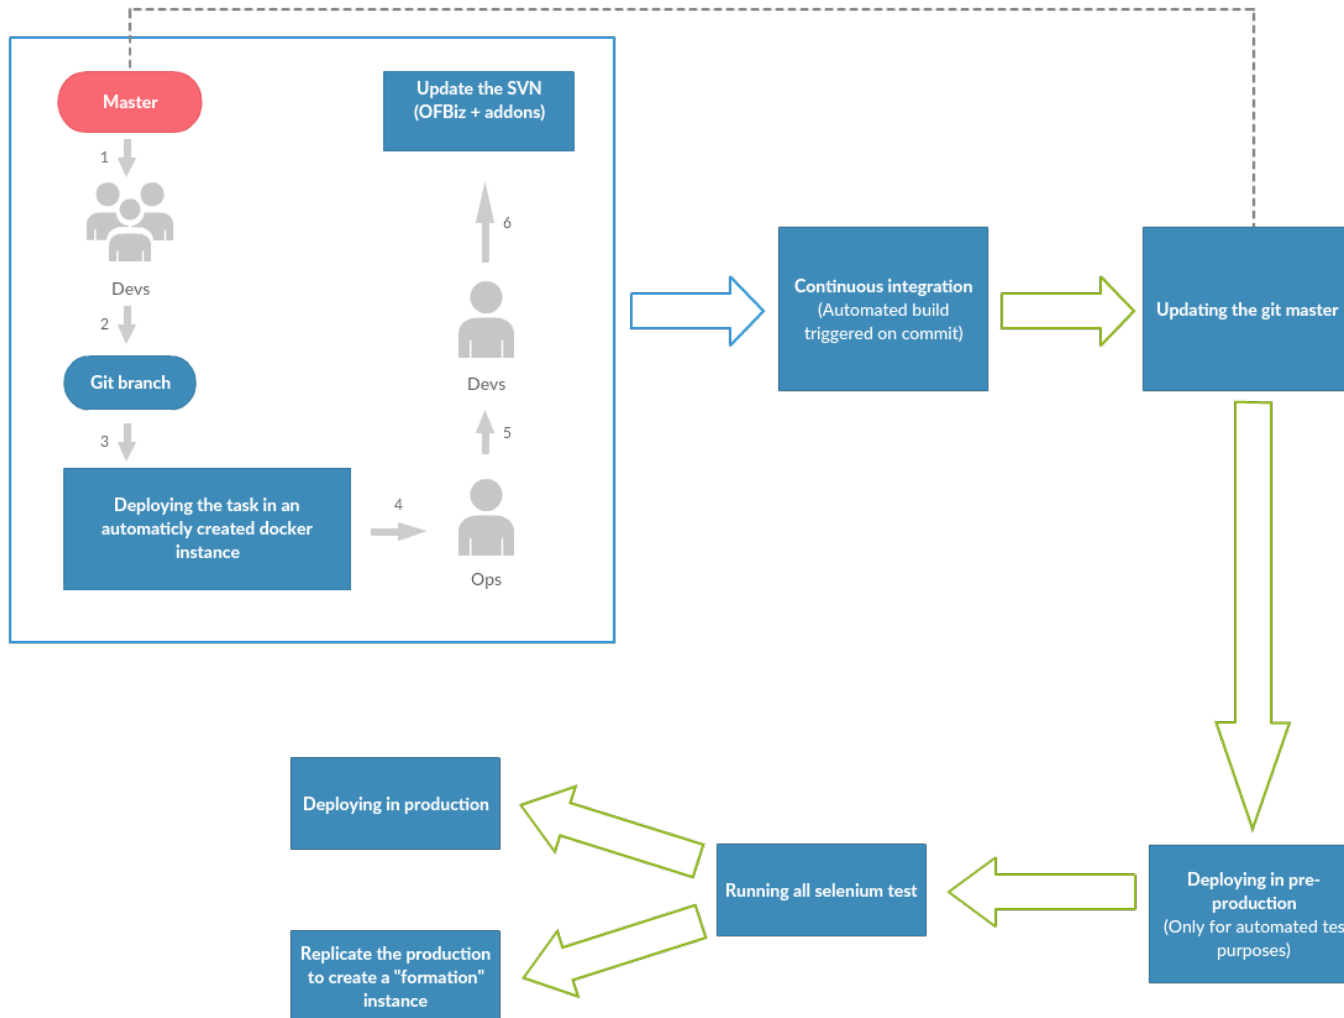 Master
1
Devs
2
Git branch
3
Deploying the task in an
automaticly created docker
instance
4
Ops
5
Devs
6
Update the SVN
(OFBiz + addons)
Continuous integration
(Automated build
triggered on commit)
Updating the git master
Deploying in pre-
production
(Only for automated tes
purposes)
Running all selenium test
Deploying in production
Replicate the production
to create a "formation"
instance